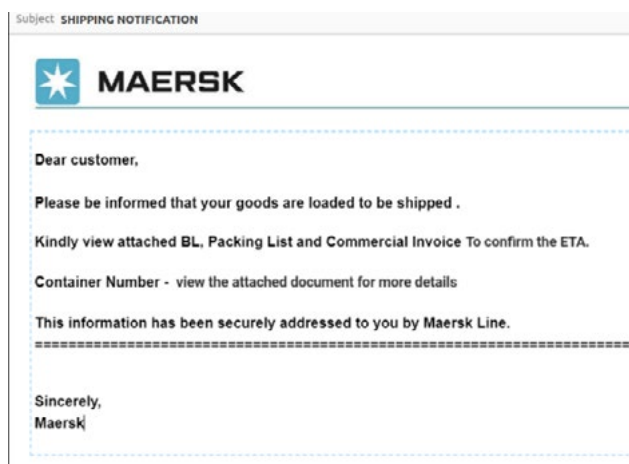 Subject SHIPPING NOTIFICATION
MAERSK
Dear customer,
Please be informed that your goods are loaded to be shipped .
Kindly view attached BL, Packing List and Commercial Invoice To confirm the ETA.
Container Number - view the attached document for more details
This information has been securely addressed to you by Maersk Line.
=======================================================================
Sincerely,
Maersk